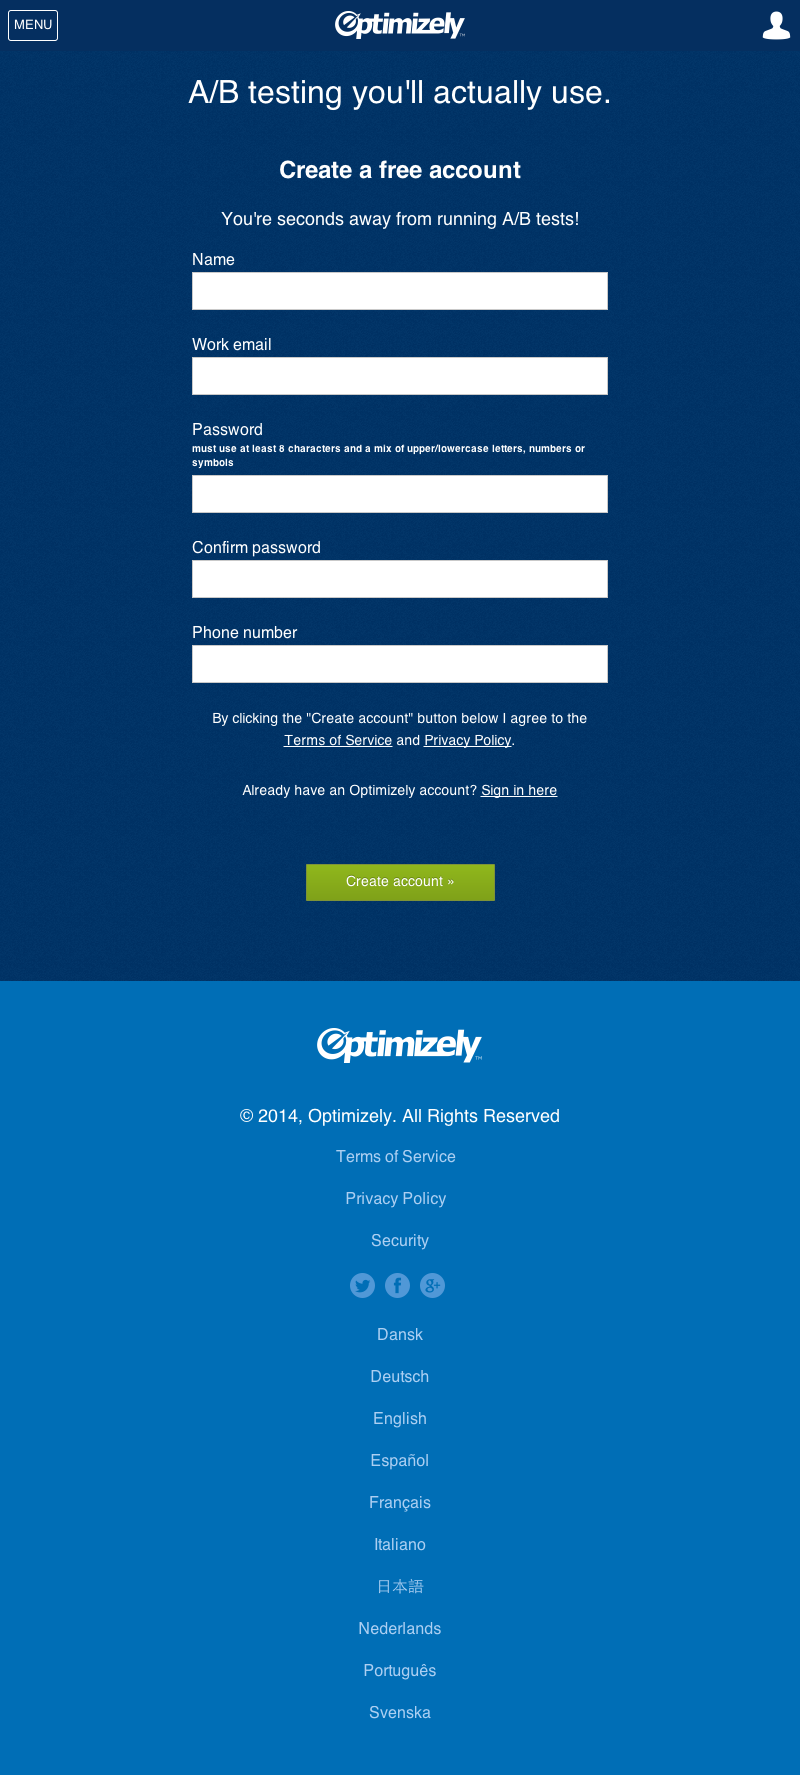 MENU
Optimizely™
A/B testing you'll actually use.
Create a free account
You're seconds away from running A/B tests!
Name
Work email
Password
must use at least 8 characters and a mix of upper/lowercase letters, numbers or
symbols
Confirm password
Phone number
By clicking the "Create account" button below I agree to the
Terms of Service and Privacy Policy.
Already have an Optimizely account? Sign in here
Create account »
Optimizely™
© 2014, Optimizely. All Rights Reserved
Terms of Service
Privacy Policy
Security
Dansk
Deutsch
English
Español
Français
Italiano
日本語
Nederlands
Português
Svenska